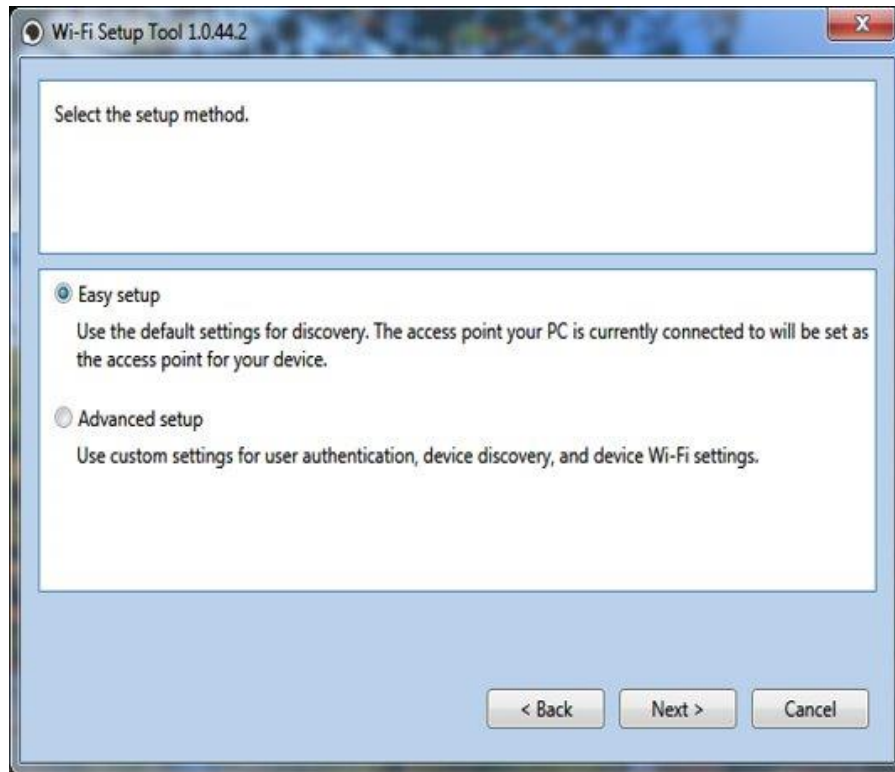 Wi-Fi Setup Tool 1.0.44.2
Select the setup method.
Easy setup
Use the default settings for discovery. The access point your PC is currently connected to will be set as
the access point for your device.
Advanced setup
Use custom settings for user authentication, device discovery, and device Wi-Fi settings.
< Back
Next >
Cancel